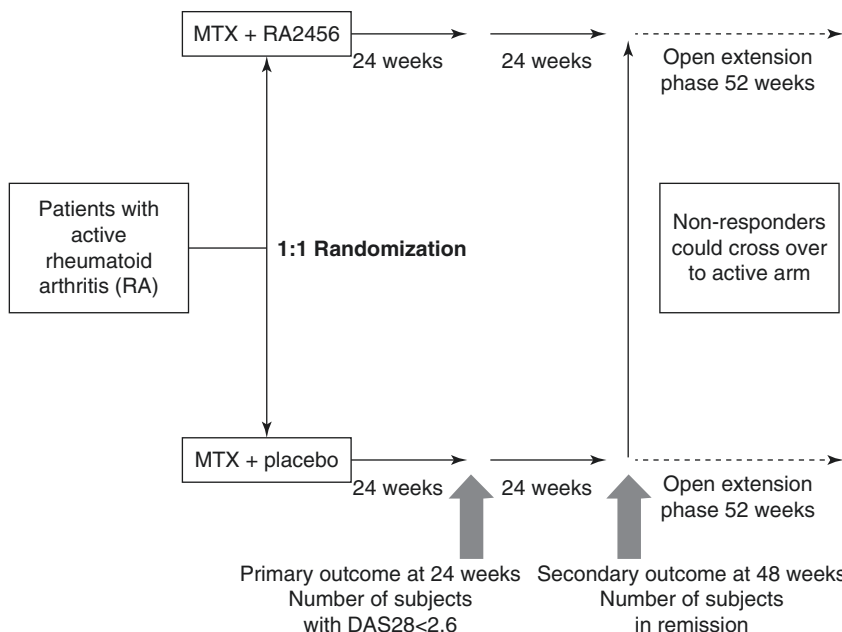 MTX + RA2456
24 weeks
24 weeks
Open extension
phase 52 weeks
Patients with
active
rheumatoid
arthritis (RA)
1:1 Randomization
Non-responders
could cross over
to active arm
MTX + placebo
24 weeks
24 weeks
Open extension
phase 52 weeks
Primary outcome at 24 weeks
Number of subjects
with DAS28<2.6
Secondary outcome at 48 weeks
Number of subjects
in remission